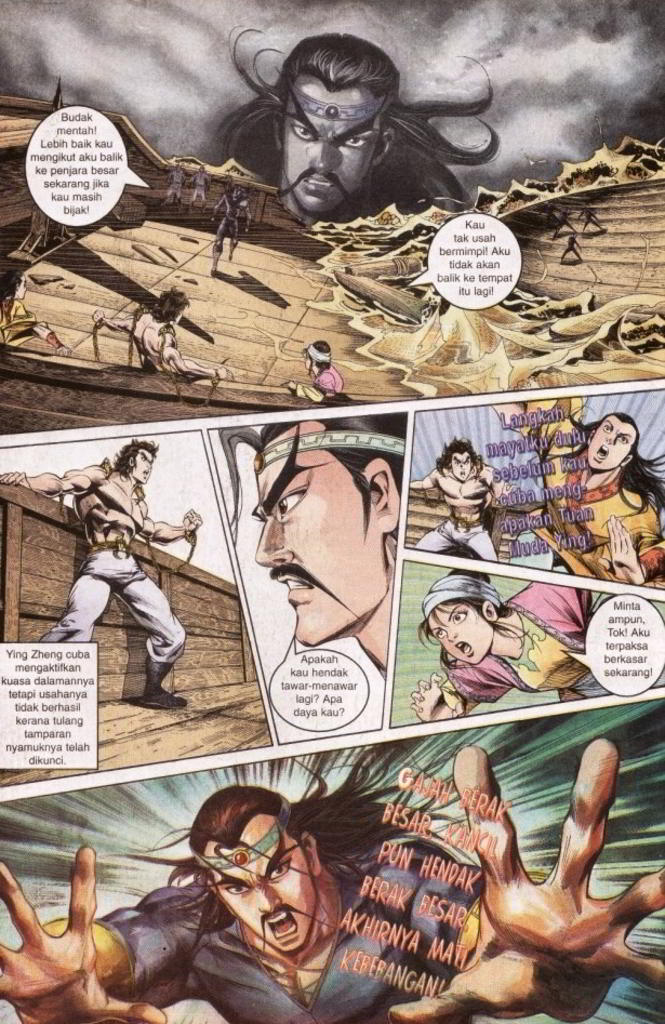 Budak
mentah!
Lebih baik kau
mengikut aku balik
ke penjara besar
sekarang jika
kau masih
bijak!
Kau
tak usah
bermimpi! Aku
tidak akan
balik ke tempat
itu lagi!
Ying Zheng cuba
mengaktifkan
kuasa dalamannya
tetapi usahanya
tidak berhasil
kerana tulang
tamparan
nyamuknya telah
dikunci.
Apakah
kau hendak
tawar-menawar
lagi? Apa
daya kau?
Langkah
mayatku dulu
sebelum kau
cuba meng-
apakan Tuan
Muda Ying!
Minta
ampun,
Tok! Aku
terpaksa
berkasar
sekarang!
GAJAH BERAK
BESAR, KANCIL
PUN HENDAK
BERAK BESAR
AKHIRNYA MATI
KEBEBANGAN!